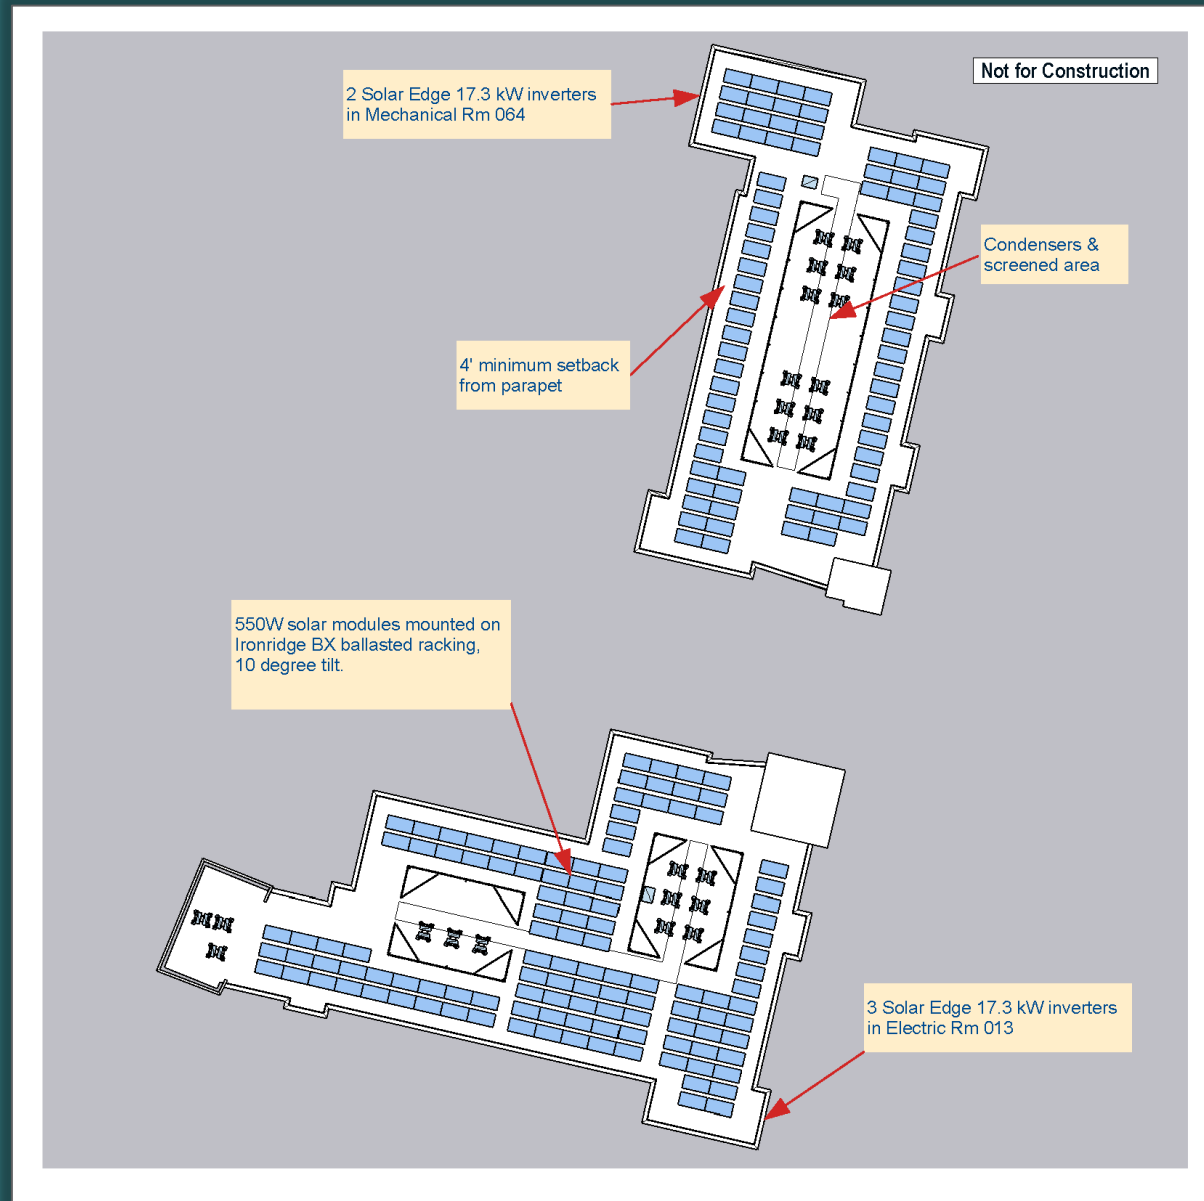 Not for Construction
2 Solar Edge 17.3 kW inverters
in Mechanical Rm 064
Condensers &
screened area
4' minimum setback
from parapet
550W solar modules mounted on
Ironridge BX ballasted racking,
10 degree tilt.
3 Solar Edge 17.3 kW inverters
in Electric Rm 013